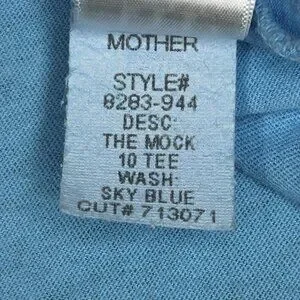 MOTHER
STYLE#
8283-944
DESC:
THE MOCK
10 TEE
WASH:
SKY BLUE
CUT# 713071